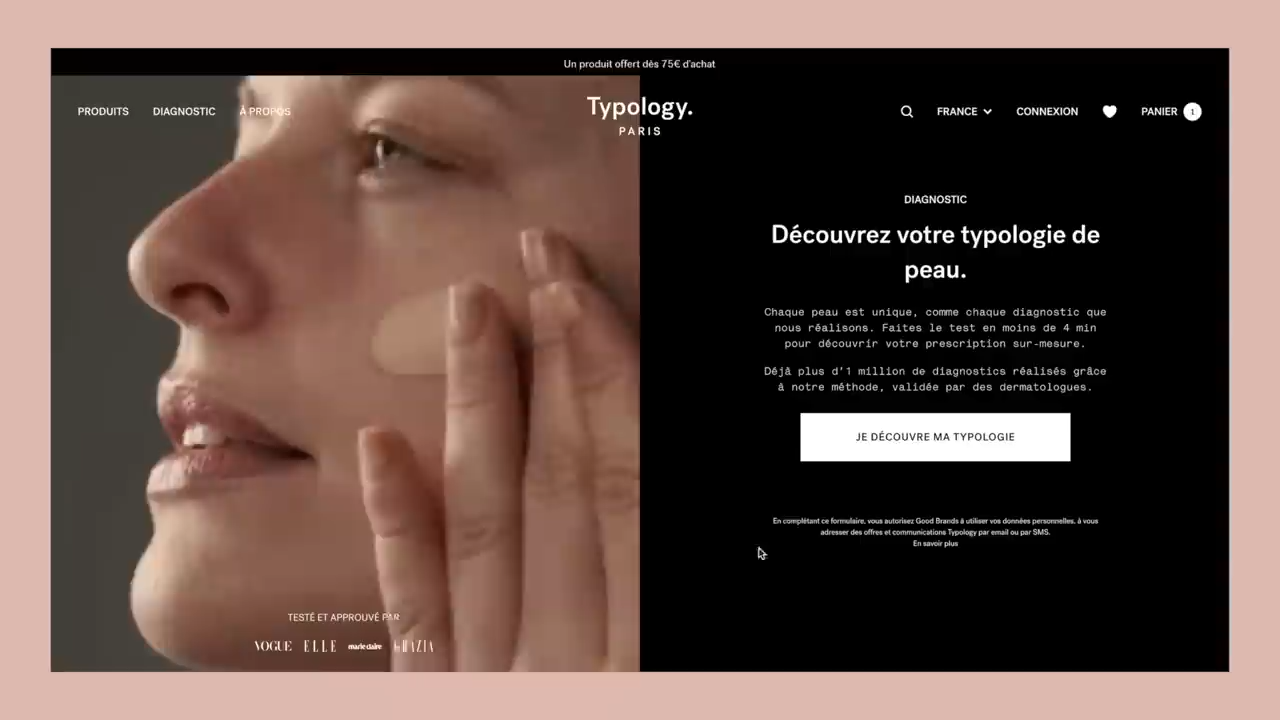 Un produit offert dès 75€ d'achat
PRODUITS DIAGNOSTIC À PROPOS
Typology.
PARIS
FRANCE CONNEXION PANIER 1
DIAGNOSTIC
Découvrez votre typologie de
peau.
Chaque peau est unique, comme chaque diagnostic que
nous réalisons. Faites le test en moins de 4 min
pour découvrir votre prescription sur-mesure.
Déjà plus d'1 million de diagnostics réalisés grâce
à notre méthode, validée par des dermatologues.
JE DÉCOUVRE MA TYPOLOGIE
En complétant ce formulaire, vous autorisez Good Brands à utiliser vos données personnelles, à vous
adresser des offres et communications Typology par email ou par SMS.
En savoir plus
TESTÉ ET APPROUVÉ PAR
VOGUE ELLE marie claire GRAZIA